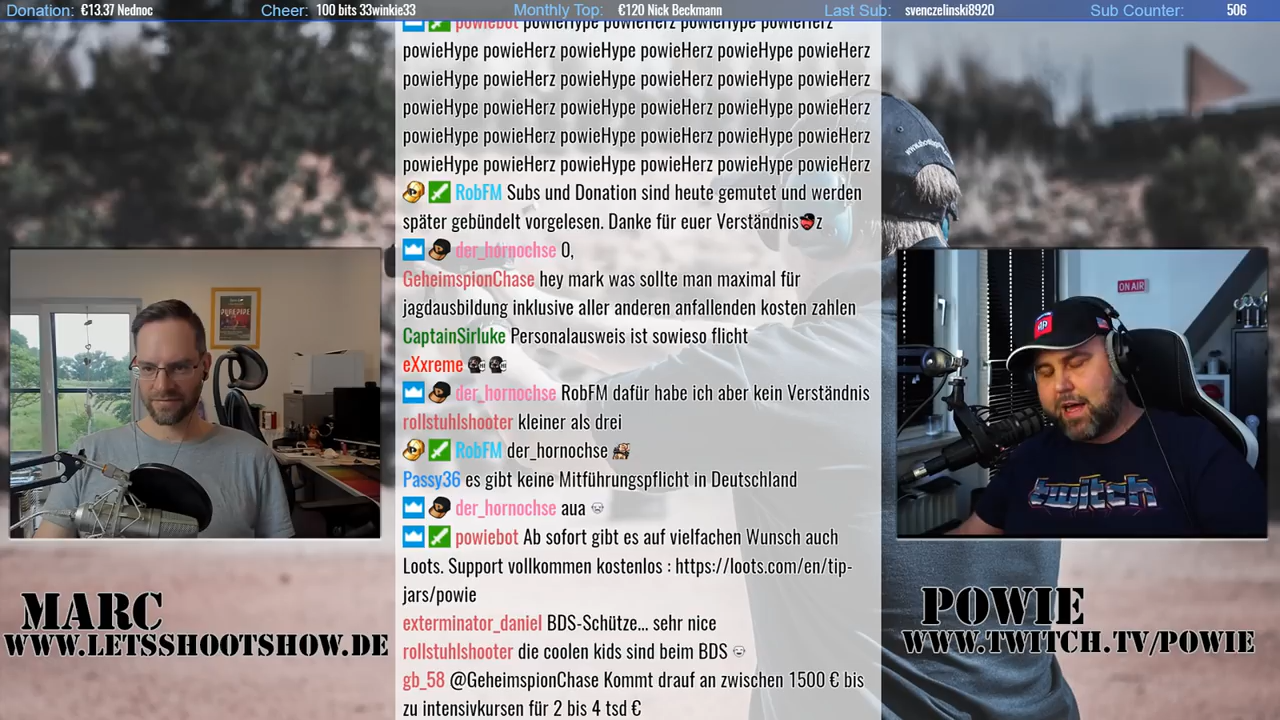 Donation: €13.37 Nednoc Cheer: 100 bits 33winkie33 Monthly Top: €120 Nick Beckmann Last Sub: svenczelinski8920 Sub Counter: 506
powiebot powieHype powieHerz powieHype powieHerz
powieHype powieHerz powieHype powieHerz powieHype powieHerz
powieHype powieHerz powieHype powieHerz powieHype powieHerz
powieHype powieHerz powieHype powieHerz powieHype powieHerz
powieHype powieHerz powieHype powieHerz powieHype powieHerz
powieHype powieHerz powieHype powieHerz powieHype powieHerz
RobFM Subs und Donation sind heute gemutet und werden
später gebündelt vorgelesen. Danke für euer Verständnis z
der_hornochse O,
GeheimspionChase hey mark was sollte man maximal für
jagdausbildung inklusive aller anderen anfallenden kosten zahlen
CaptainSirluke Personalausweis ist sowieso flicht
eXxreme
der_hornochse RobFM dafür habe ich aber kein Verständnis
rollstuhlshooter kleiner als drei
RobFM der_hornochse
Passy36 es gibt keine Mitführungspflicht in Deutschland
der_hornochse aua
powiebot Ab sofort gibt es auf vielfachen Wunsch auch
Loots. Support vollkommen kostenlos : https://loots.com/en/tip-
jars/powie
exterminator_daniel BDS-Schütze... sehr nice
rollstuhlshooter die coolen kids sind beim BDS
gb_58 @GeheimspionChase Kommt drauf an zwischen 1500 € bis
zu intensivkursen für 2 bis 4 tsd €
ON AIR
twitch
MARC
WWW.LETSSHOOTSHOW.DE
POWIE
WWW.TWITCH.TV/POWIE